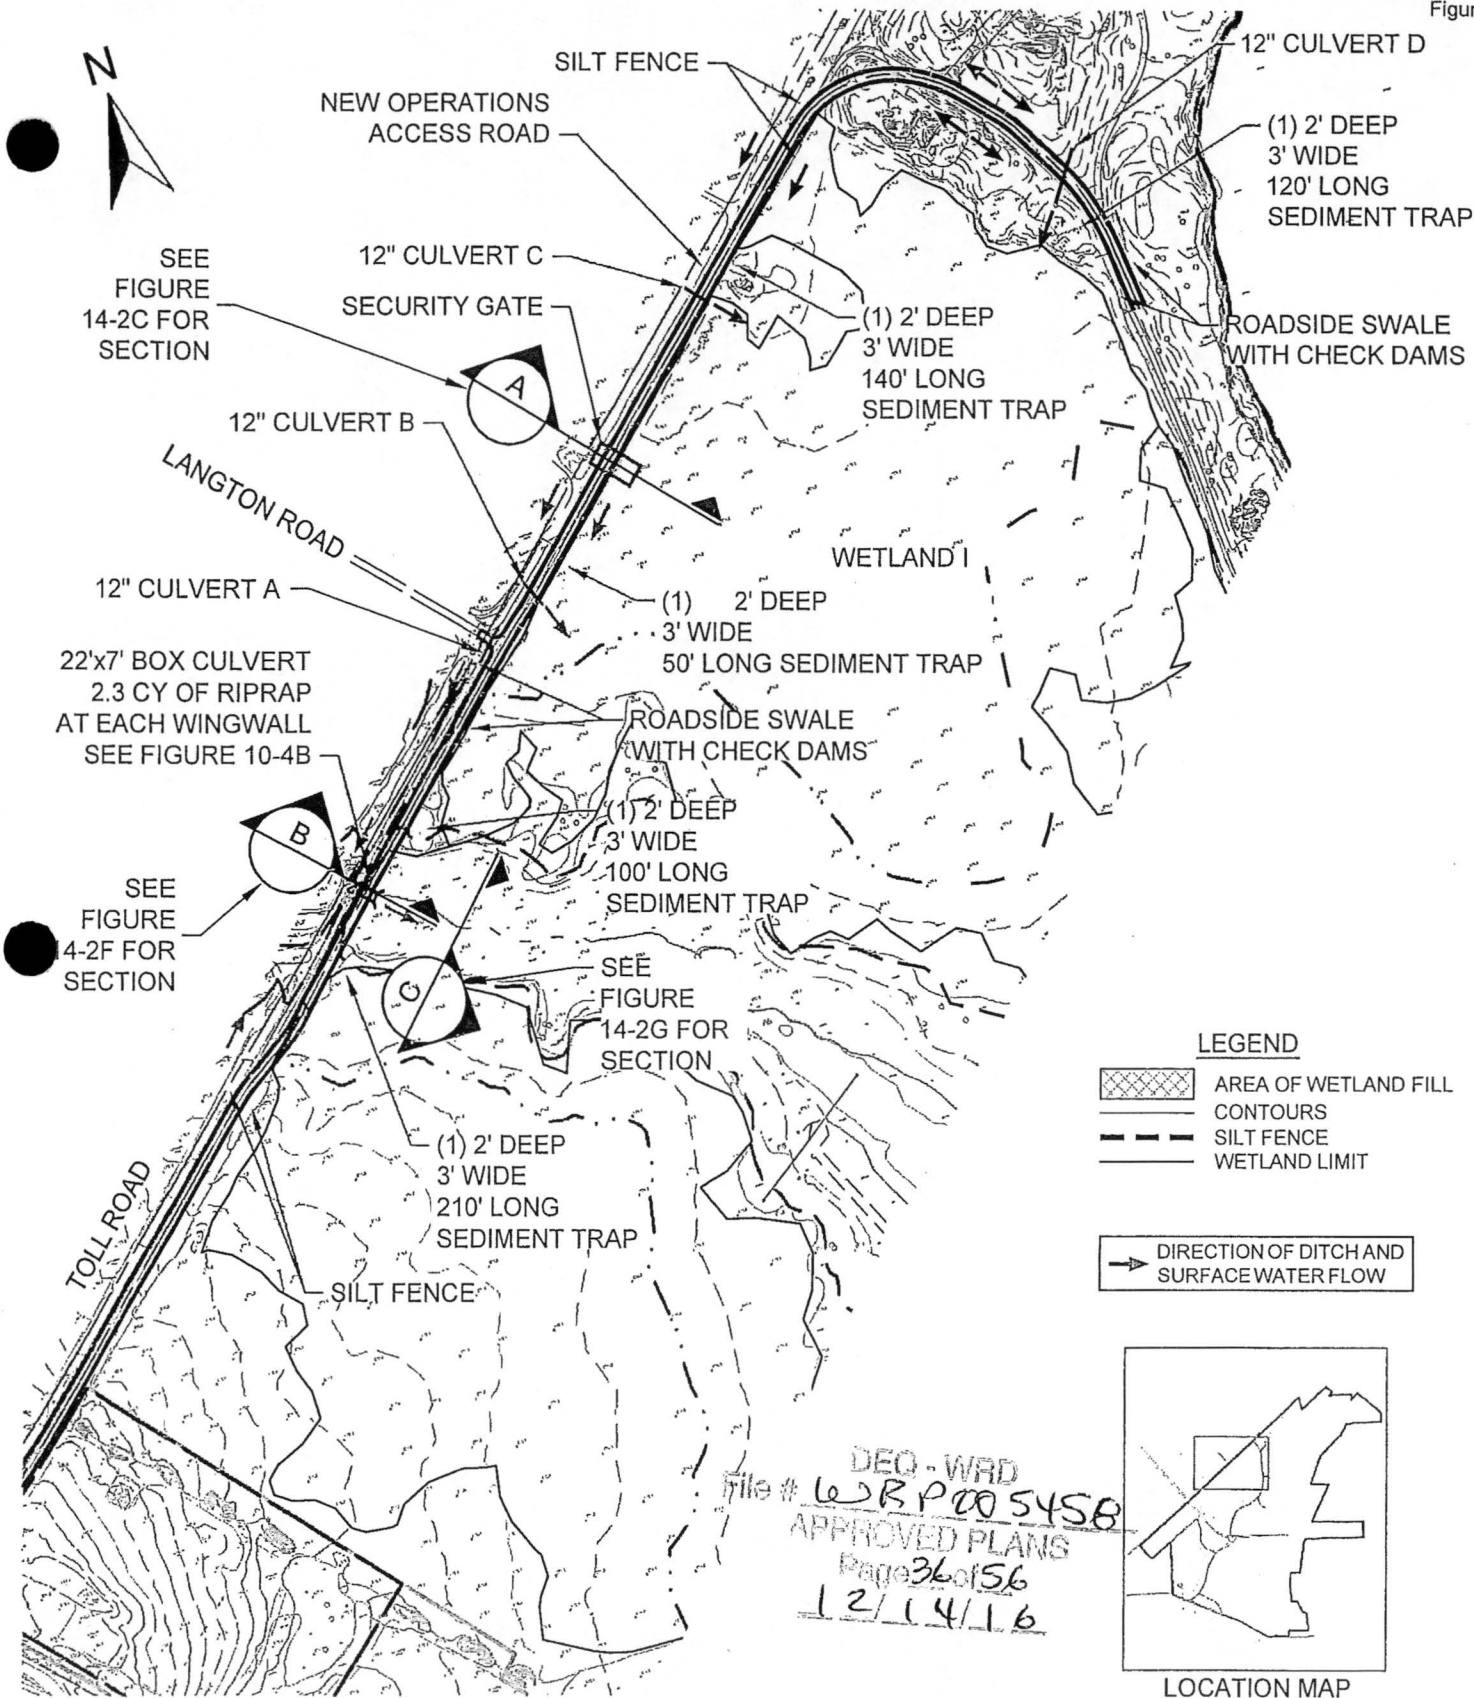 Figur
N
SILT FENCE
12" CULVERT D
NEW OPERATIONS
ACCESS ROAD
(1) 2' DEEP
3' WIDE
120' LONG
SEDIMENT TRAP
SEE
FIGURE
14-2C FOR
SECTION
12" CULVERT C
SECURITY GATE
(1) 2' DEEP
3' WIDE
140' LONG
SEDIMENT TRAP
ROADSIDE SWALE
WITH CHECK DAMS
A
12" CULVERT B
LANGTON ROAD
WETLAND I
12" CULVERT A
(1) 2' DEEP
3' WIDE
50' LONG SEDIMENT TRAP
22'x7' BOX CULVERT
2.3 CY OF RIPRAP
AT EACH WINGWALL
SEE FIGURE 10-4B
ROADSIDE SWALE
WITH CHECK DAMS
(1) 2' DEEP
3' WIDE
100' LONG
SEDIMENT TRAP
B
SEE
FIGURE
14-2F FOR
SECTION
C
SEE
FIGURE
14-2G FOR
SECTION
(1) 2' DEEP
3' WIDE
210' LONG
SEDIMENT TRAP
TOLL ROAD
SILT FENCE
LEGEND
AREA OF WETLAND FILL
CONTOURS
SILT FENCE
WETLAND LIMIT
DIRECTION OF DITCH AND
SURFACE WATER FLOW
DEQ - WRD
File #
APPROVED PLANS
Page 36 of 56
12/14/16
LOCATION MAP